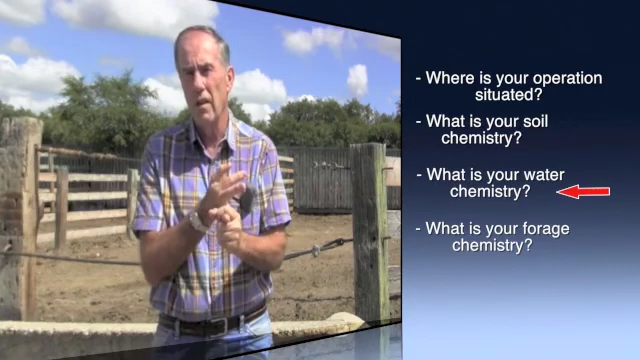 - Where is your operation
situated?
- What is your soil
chemistry?
- What is your water
chemistry?
- What is your forage
chemistry?